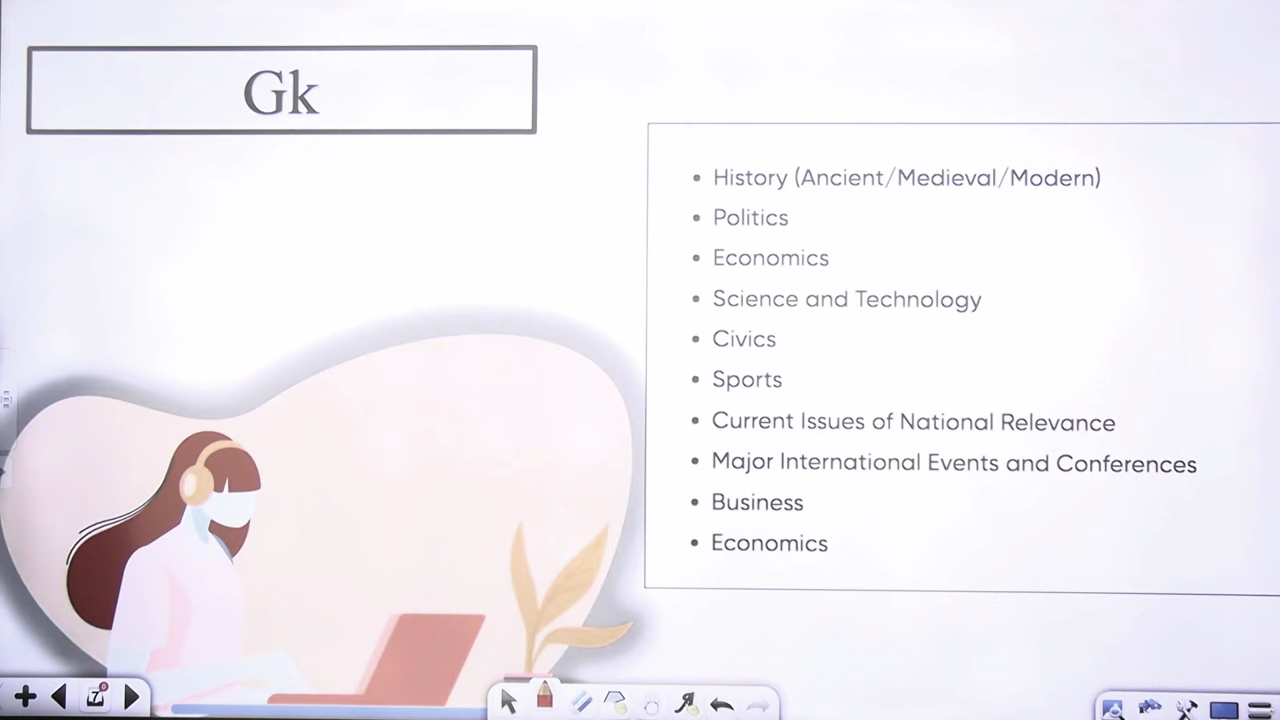 Gk
• History (Ancient/Medieval/Modern)
• Politics
• Economics
• Science and Technology
• Civics
• Sports
• Current Issues of National Relevance
• Major International Events and Conferences
• Business
• Economics
7